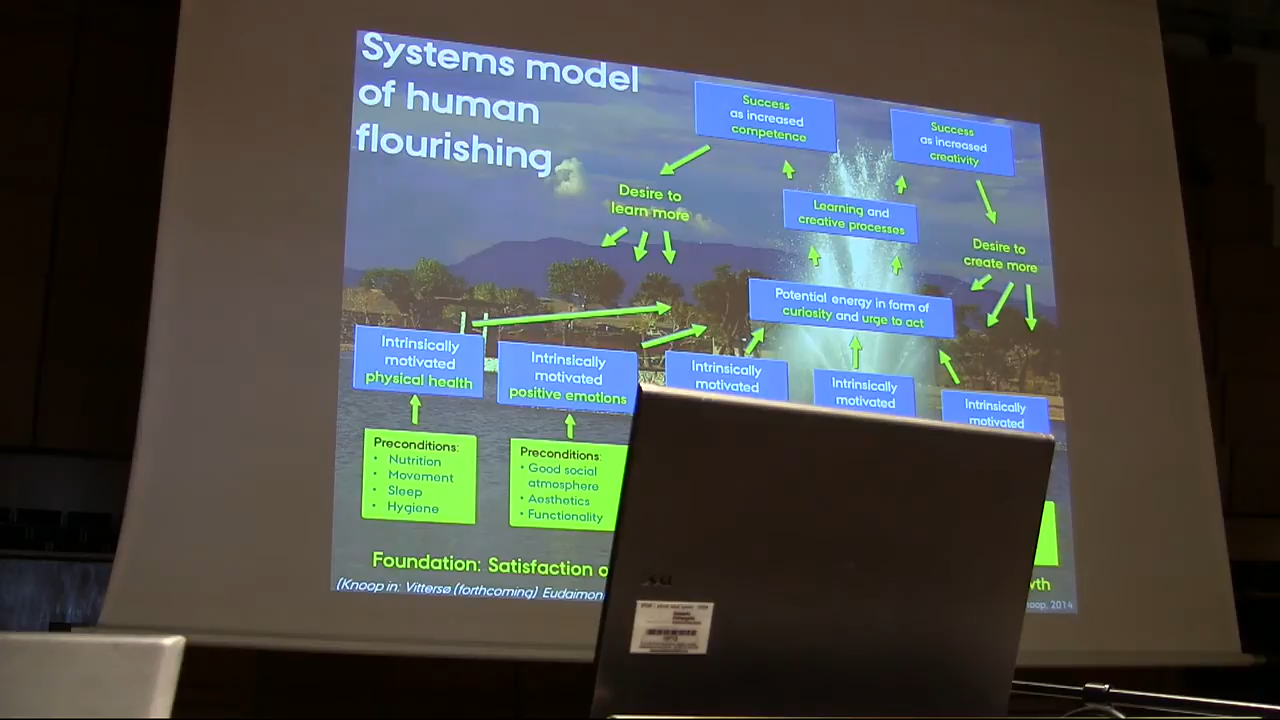 Systems model
of human
flourishing.
Success
as increased
competence
Success
as increased
creativity
Desire to
learn more
Learning and
creative processes
Desire to
create more
Potential energy in form of
curiosity and urge to act
Intrinsically
motivated
physical health
Intrinsically
motivated
positive emotions
Intrinsically
motivated
Intrinsically
motivated
Intrinsically
motivated
Preconditions:
• Nutrition
• Movement
• Sleep
• Hygiene
Preconditions:
• Good social
atmosphere
• Aesthetics
• Functionality
Foundation: Satisfaction o
wth
(Knoop in: Vittersø (forthcoming) Eudaimon
noop, 2014